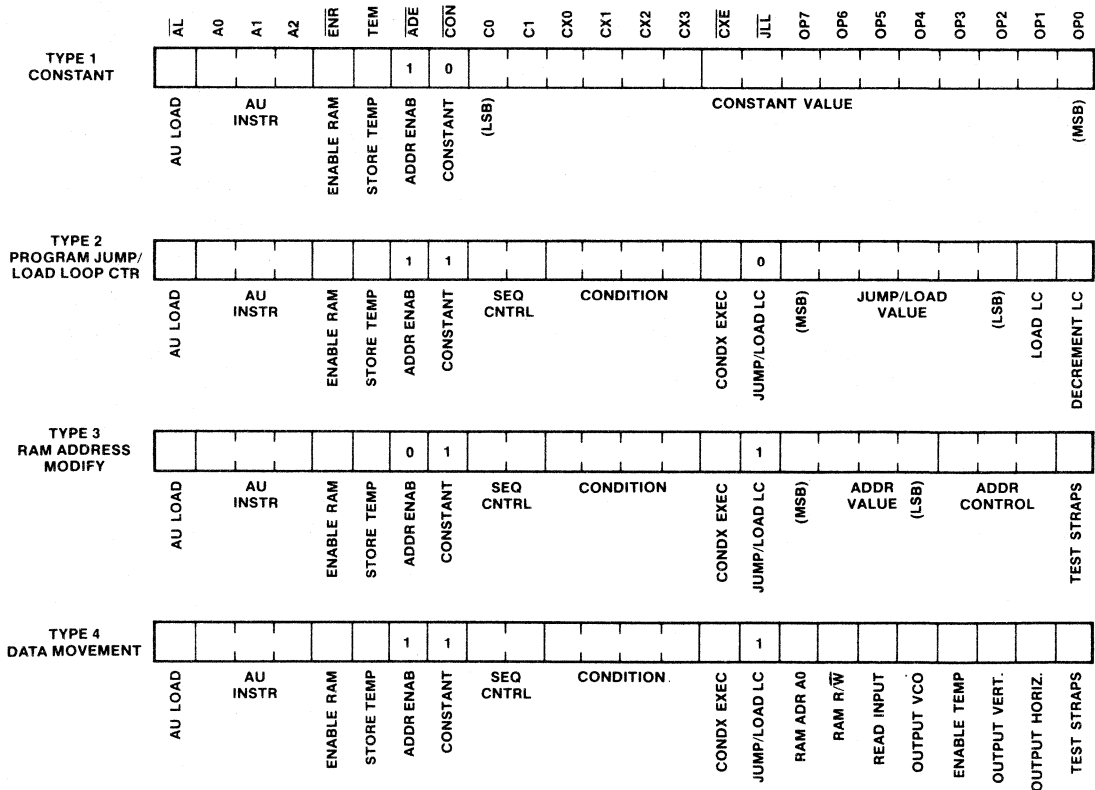 A̅L̅ A0 A1 A2 E̅N̅R̅ TEM A̅D̅E̅ C̅O̅N̅ C0 C1 CX0 CX1 CX2 CX3 C̅X̅E̅ J̅L̅L̅ OP7 OP6 OP5 OP4 OP3 OP2 OP1 OP0
TYPE 1
CONSTANT
1 0
AU LOAD
AU
INSTR
ENABLE RAM
STORE TEMP
ADDR ENAB
CONSTANT
(LSB)
CONSTANT VALUE
(MSB)
TYPE 2
PROGRAM JUMP/
LOAD LOOP CTR
1 1 0
AU LOAD
AU
INSTR
ENABLE RAM
STORE TEMP
ADDR ENAB
CONSTANT
SEQ
CNTRL
CONDITION
CONDX EXEC
JUMP/LOAD LC
(MSB)
JUMP/LOAD
VALUE
(LSB)
LOAD LC
DECREMENT LC
TYPE 3
RAM ADDRESS
MODIFY
0 1 1
AU LOAD
AU
INSTR
ENABLE RAM
STORE TEMP
ADDR ENAB
CONSTANT
SEQ
CNTRL
CONDITION
CONDX EXEC
JUMP/LOAD LC
(MSB)
ADDR
VALUE
(LSB)
ADDR
CONTROL
TEST STRAPS
TYPE 4
DATA MOVEMENT
1 1 1
AU LOAD
AU
INSTR
ENABLE RAM
STORE TEMP
ADDR ENAB
CONSTANT
SEQ
CNTRL
CONDITION.
CONDX EXEC
JUMP/LOAD LC
RAM ADR A0
RAM R/W̅
READ INPUT
OUTPUT VCO
ENABLE TEMP
OUTPUT VERT.
OUTPUT HORIZ.
TEST STRAPS